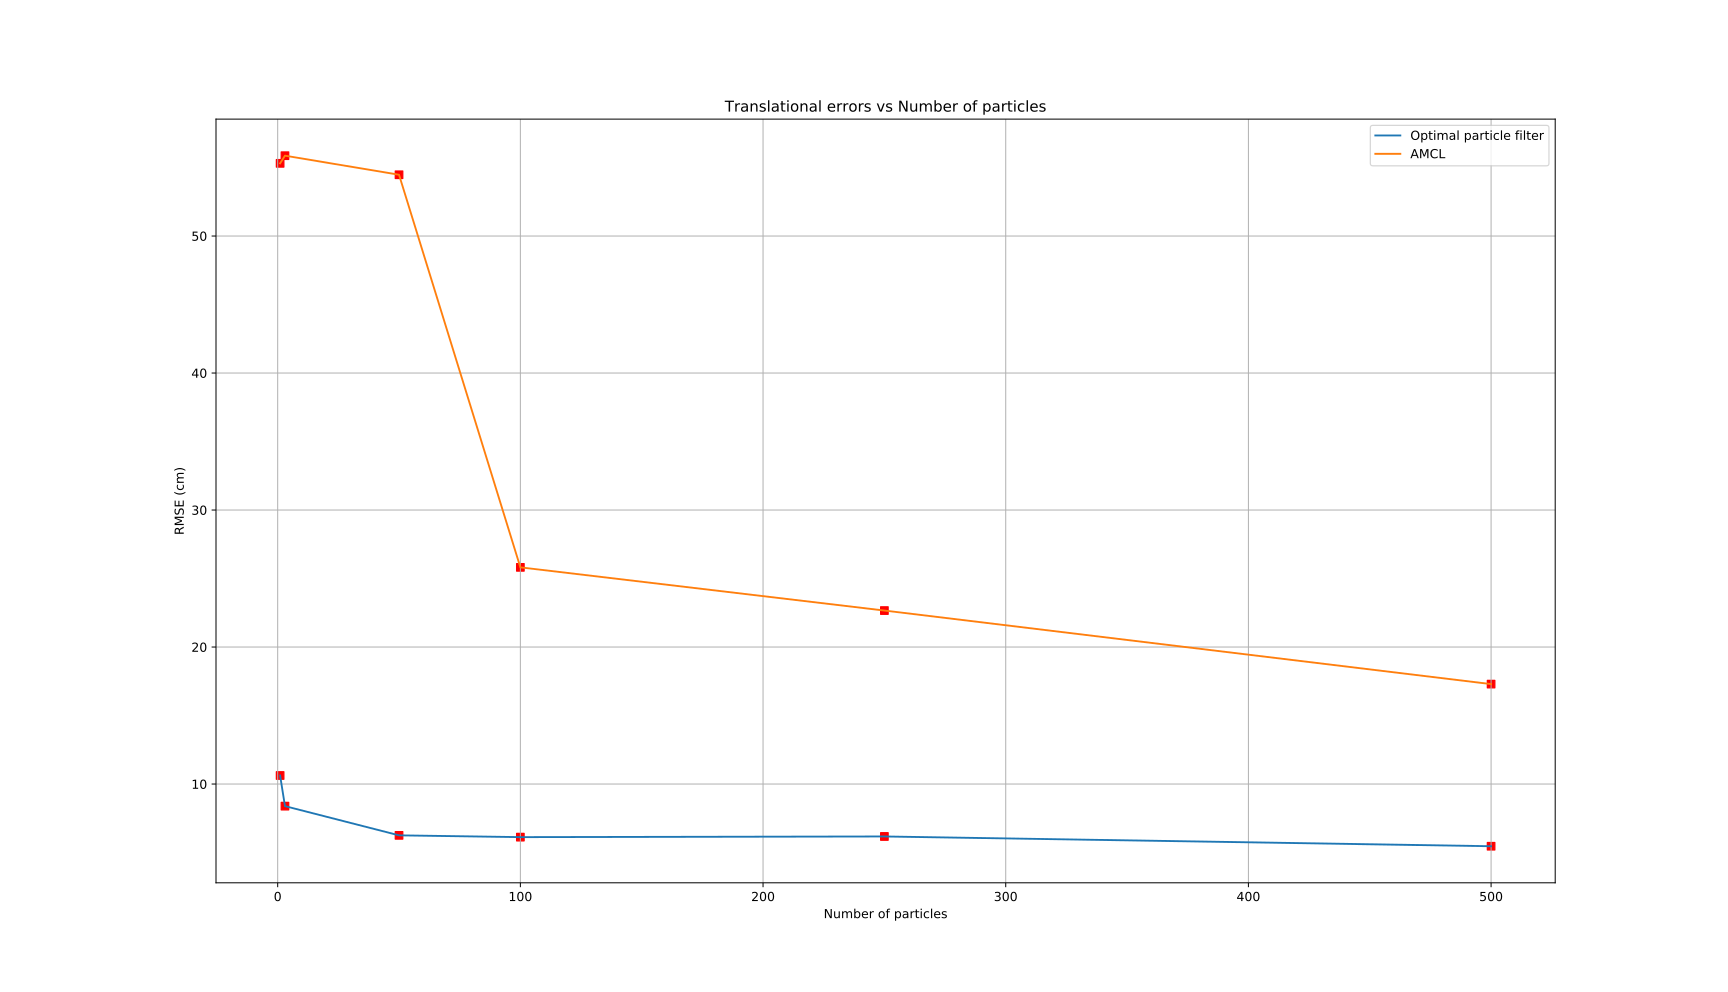 Translational errors vs Number of particles
Optimal particle filter
AMCL
50
40
30
20
10
RMSE (cm)
0 100 200 300 400 500
Number of particles